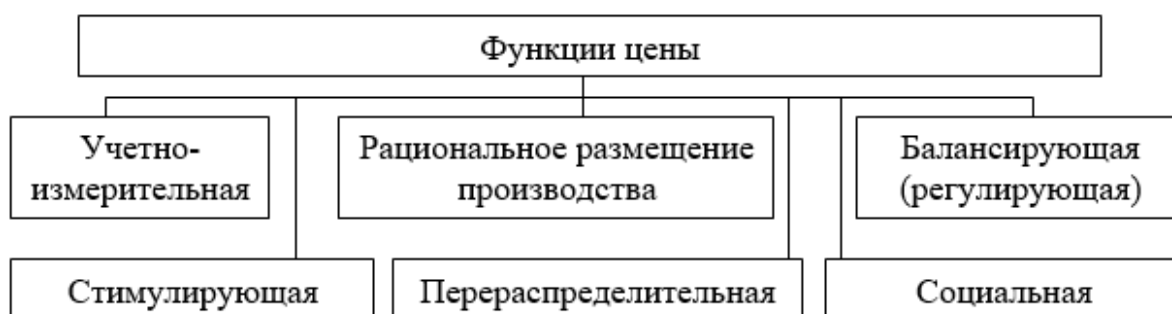 Функции цены
Учетно-
измерительная
Рациональное размещение
производства
Балансирующая
(регулирующая)
Стимулирующая
Перераспределительная
Социальная